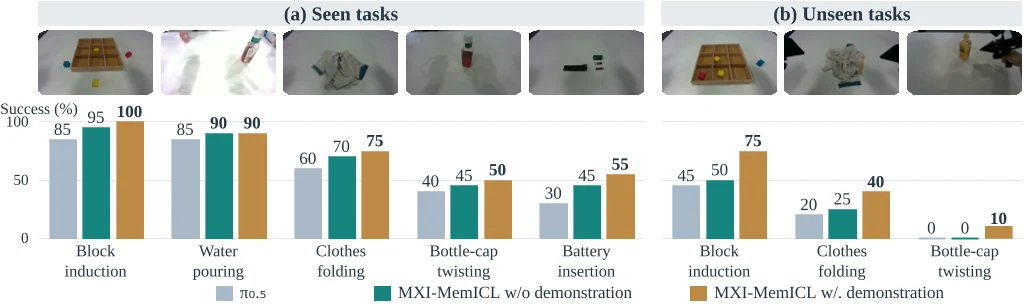 (a) Seen tasks
(b) Unseen tasks
Success (%)
100
50
0
85 95 100
85 90 90
60 70 75
40 45 50
30 45 55
45 50 75
20 25 40
0 0 10
Block
induction
Water
pouring
Clothes
folding
Bottle-cap
twisting
Battery
insertion
Block
induction
Clothes
folding
Bottle-cap
twisting
π0.5
MXI-MemICL w/o demonstration
MXI-MemICL w/. demonstration